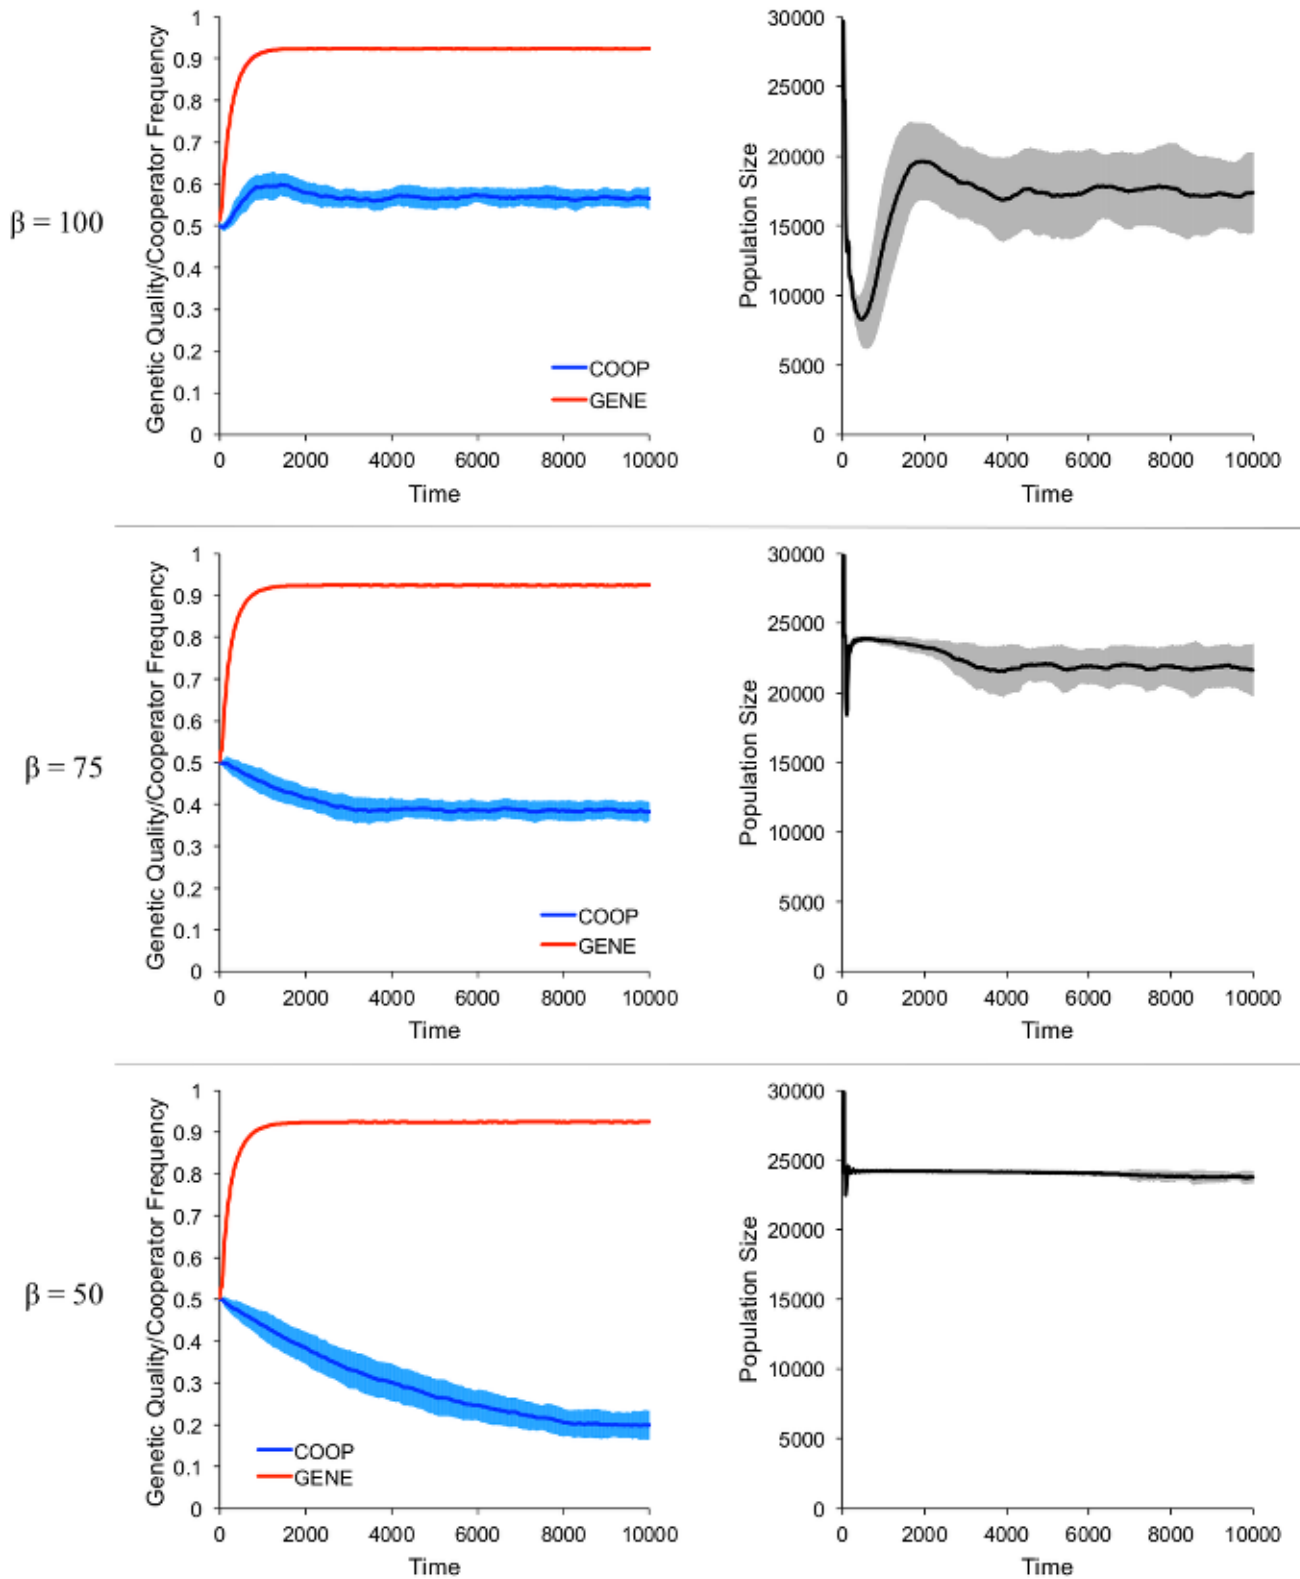 β = 100
Genetic Quality/Cooperator Frequency
1
0.9
0.8
0.7
0.6
0.5
0.4
0.3
0.2
0.1
0
COOP
GENE
0 2000 4000 6000 8000 10000
Time
Population Size
30000
25000
20000
15000
10000
5000
0
0 2000 4000 6000 8000 10000
Time
β = 75
Genetic Quality/Cooperator Frequency
1
0.9
0.8
0.7
0.6
0.5
0.4
0.3
0.2
0.1
0
COOP
GENE
0 2000 4000 6000 8000 10000
Time
Population Size
30000
25000
20000
15000
10000
5000
0
0 2000 4000 6000 8000 10000
Time
β = 50
Genetic Quality/Cooperator Frequency
1
0.9
0.8
0.7
0.6
0.5
0.4
0.3
0.2
0.1
0
COOP
GENE
0 2000 4000 6000 8000 10000
Time
Population Size
30000
25000
20000
15000
10000
5000
0
0 2000 4000 6000 8000 10000
Time